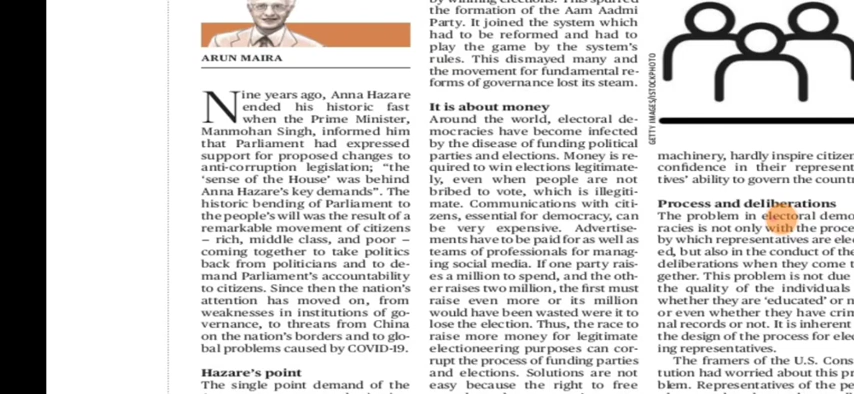 ARUN MAIRA
Nine years ago, Anna Hazare
ended his historic fast
when the Prime Minister,
Manmohan Singh, informed him
that Parliament had expressed
support for proposed changes to
anti-corruption legislation; “the
‘sense of the House’ was behind
Anna Hazare’s key demands”. The
historic bending of Parliament to
the people’s will was the result of a
remarkable movement of citizens
– rich, middle class, and poor –
coming together to take politics
back from politicians and to de-
mand Parliament’s accountability
to citizens. Since then the nation’s
attention has moved on, from
weaknesses in institutions of go-
vernance, to threats from China
on the nation’s borders and to glo-
bal problems caused by COVID-19.
Hazare’s point
The single point demand of the
the formation of the Aam Aadmi
Party. It joined the system which
had to be reformed and had to
play the game by the system’s
rules. This dismayed many and
the movement for fundamental re-
forms of governance lost its steam.
It is about money
Around the world, electoral de-
mocracies have become infected
by the disease of funding political
parties and elections. Money is re-
quired to win elections legitimate-
ly, even when people are not
bribed to vote, which is illegiti-
mate. Communications with citi-
zens, essential for democracy, can
be very expensive. Advertise-
ments have to be paid for as well as
teams of professionals for manag-
ing social media. If one party rais-
es a million to spend, and the oth-
er raises two million, the first must
raise even more or its million
would have been wasted were it to
lose the election. Thus, the race to
raise more money for legitimate
electioneering purposes can cor-
rupt the process of funding parties
and elections. Solutions are not
easy because the right to free
GETTY IMAGES/ISTOCKPHOTO
machinery, hardly inspire citizen
confidence in their represent
tives’ ability to govern the countr
Process and deliberations
The problem in electoral demo
racies is not only with the proce
by which representatives are elec
ed, but also in the conduct of the
deliberations when they come t
gether. This problem is not due
the quality of the individuals
whether they are ‘educated’ or n
or even whether they have crim
nal records or not. It is inherent
the design of the process for elec
ing representatives.
The framers of the U.S. Cons
tution had worried about this pr
blem. Representatives of the pe